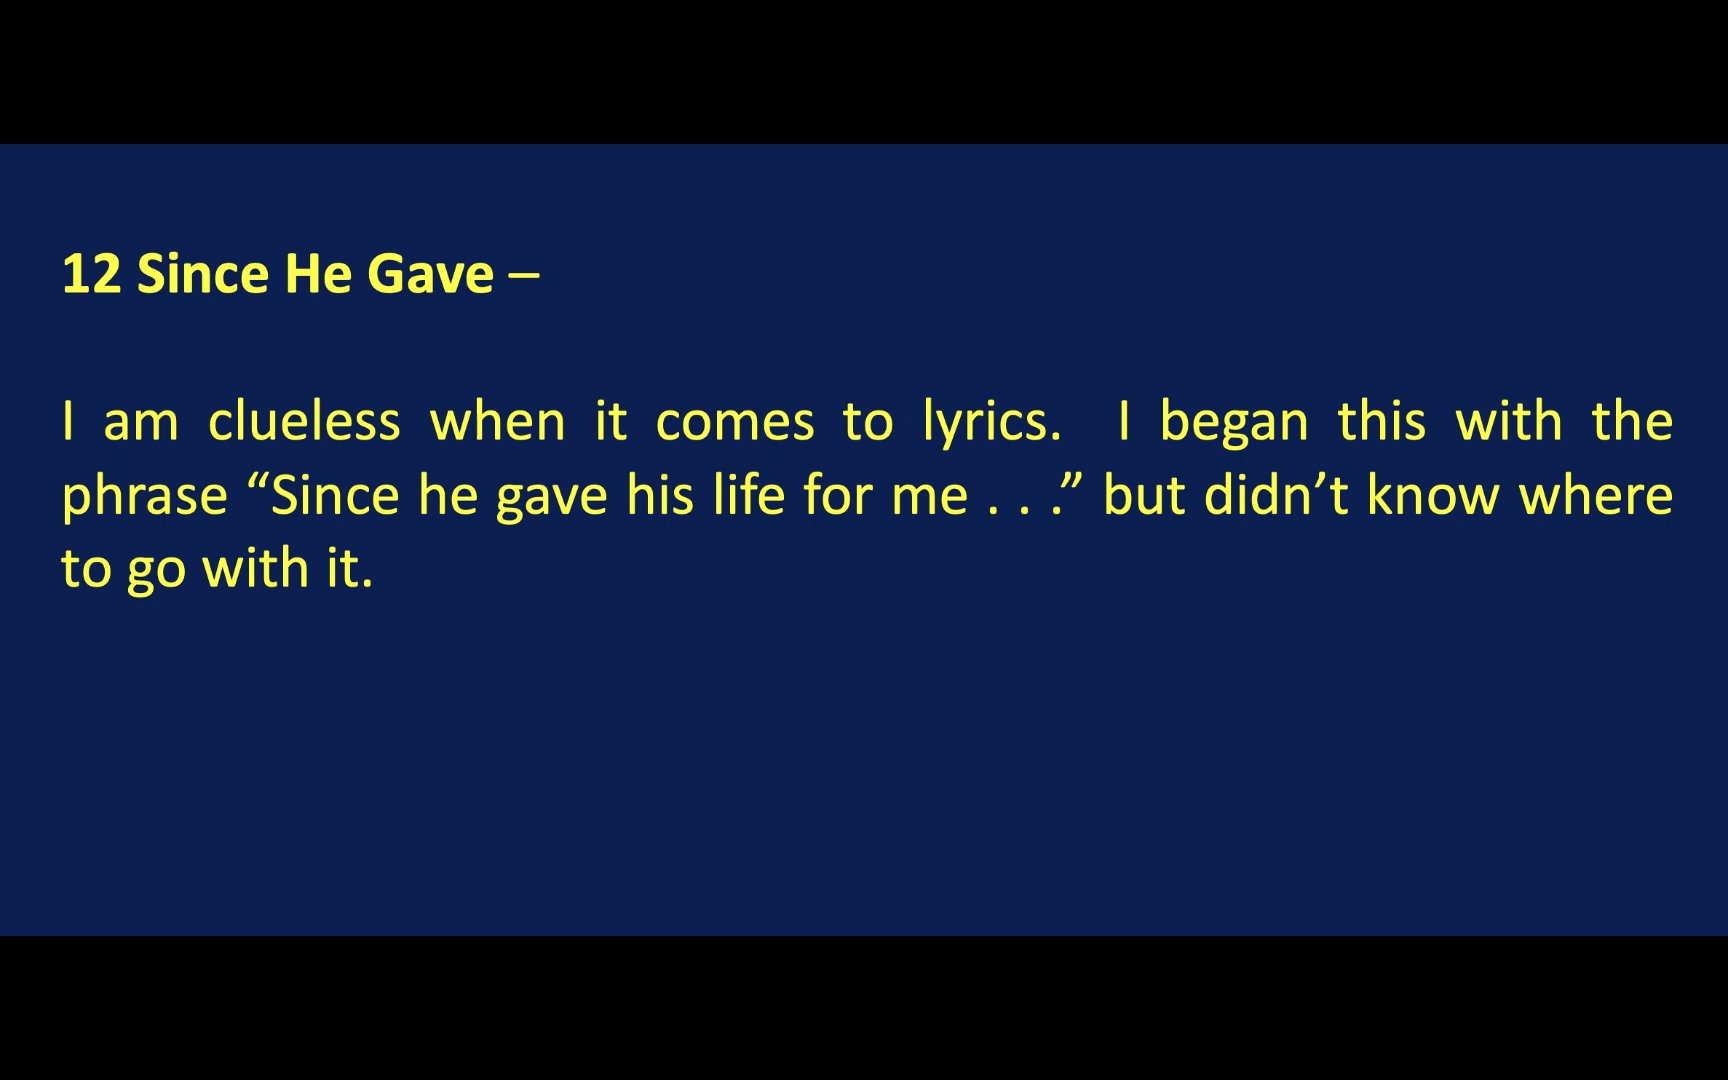 12 Since He Gave –
I am clueless when it comes to lyrics.  I began this with the
phrase “Since he gave his life for me . . .” but didn’t know where
to go with it.